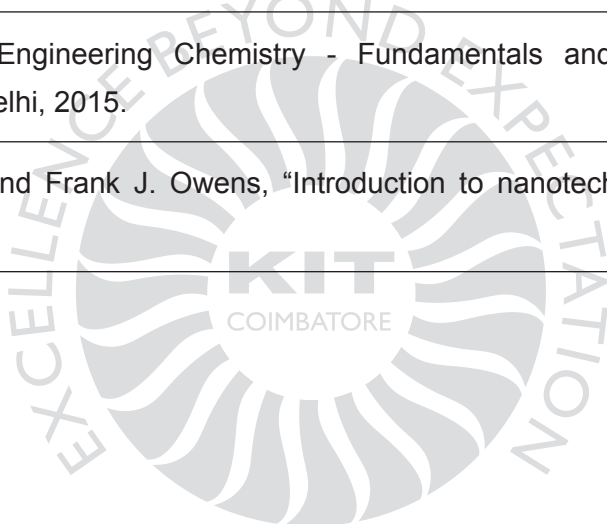 Engineering Chemistry - Fundamentals and
elhi, 2015.
nd Frank J. Owens, “Introduction to nanotech
EXCELLENCE BEYOND EXPECTATION
KIT
COIMBATORE